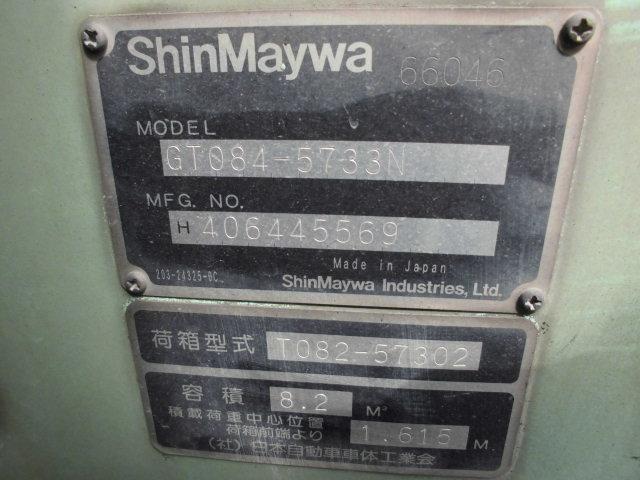 ShinMaywa 66046
MODEL
GT084-5733N
MFG. NO.
H 406445569
Made in Japan
203-24325-0C
ShinMaywa Industries, Ltd.
荷箱型式 T082-57302
容積 8.2 M³
積載荷重中心位置
荷箱前端より 1.615 M
(社)日本自動車車体工業会